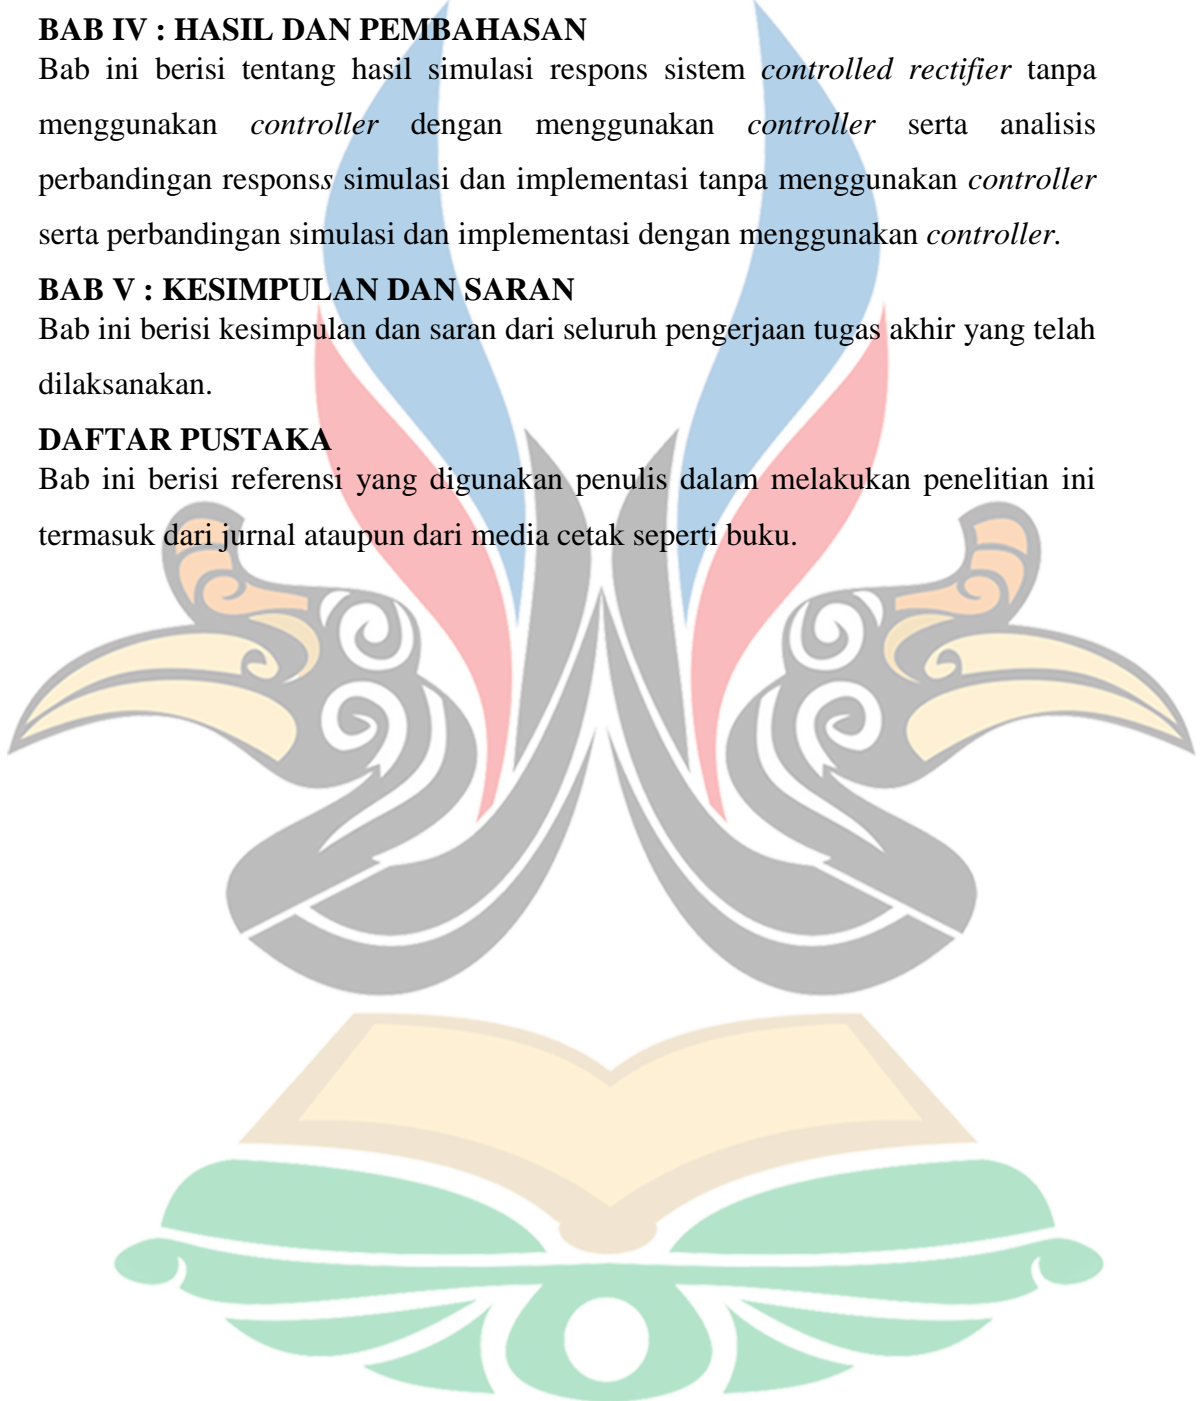 BAB IV : HASIL DAN PEMBAHASAN
Bab ini berisi tentang hasil simulasi respons sistem controlled rectifier tanpa
menggunakan controller dengan menggunakan controller serta analisis
perbandingan responss simulasi dan implementasi tanpa menggunakan controller
serta perbandingan simulasi dan implementasi dengan menggunakan controller.
BAB V : KESIMPULAN DAN SARAN
Bab ini berisi kesimpulan dan saran dari seluruh pengerjaan tugas akhir yang telah
dilaksanakan.
DAFTAR PUSTAKA
Bab ini berisi referensi yang digunakan penulis dalam melakukan penelitian ini
termasuk dari jurnal ataupun dari media cetak seperti buku.